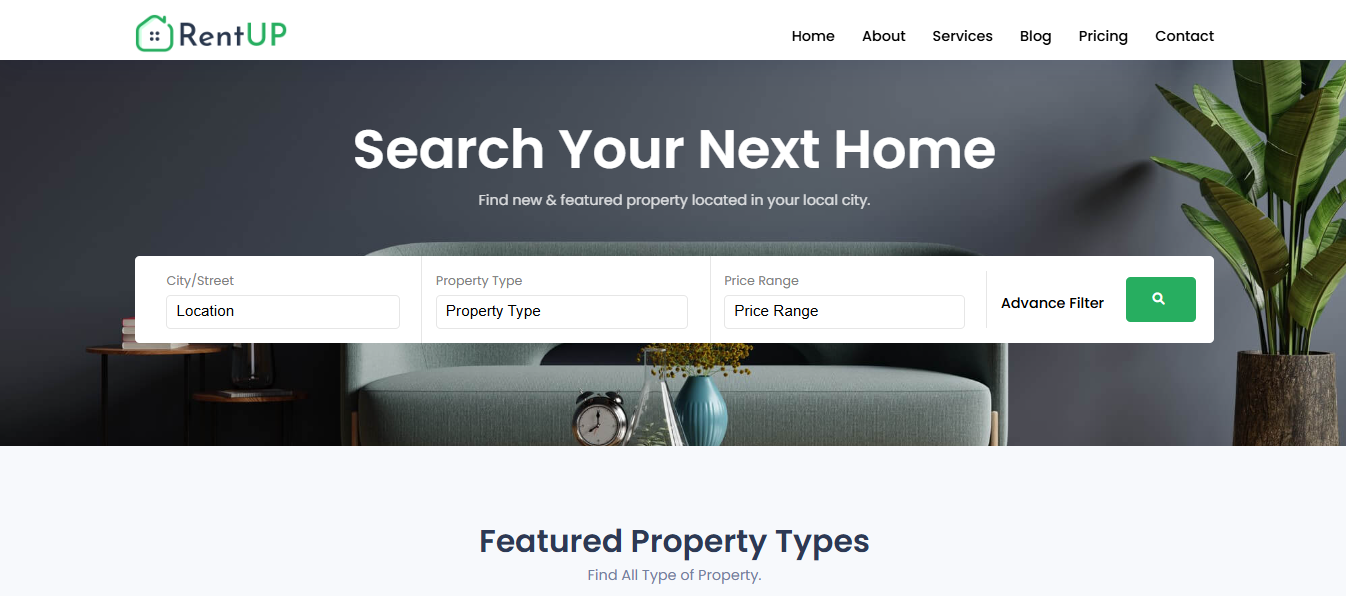 RentUP
Home About Services Blog Pricing Contact
Search Your Next Home
Find new & featured property located in your local city.
City/Street Property Type Price Range
Location Property Type Price Range Advance Filter
Featured Property Types
Find All Type of Property.